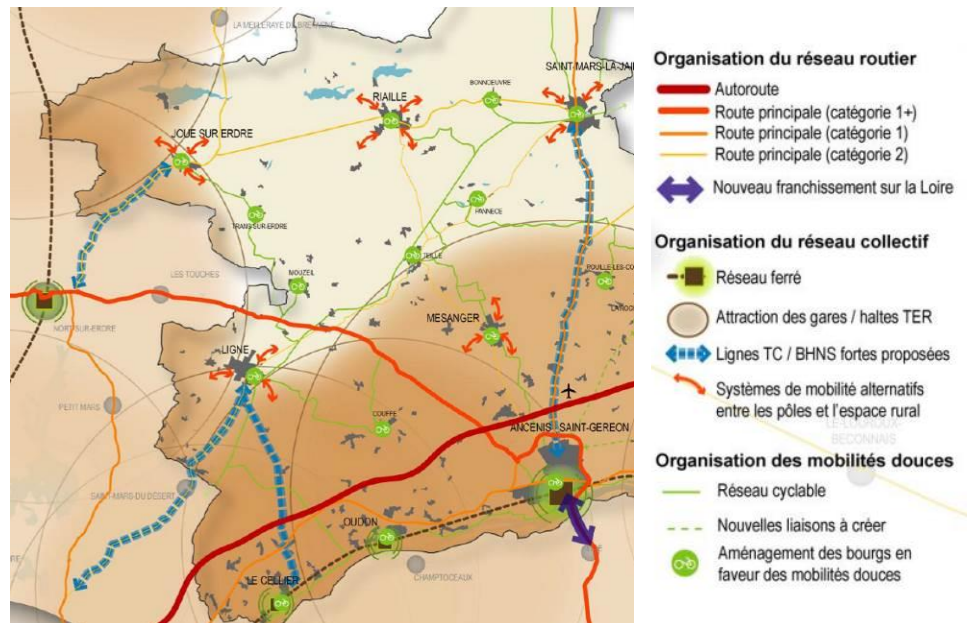 LA MEILLERAYE DE BRETAGNE
SAINT-MARS-LA-JAI
BONNOEUVRE
RIAILLE
JOUE SUR ERDRE
PANNECE
TRANS-SUR-ERDRE
TEILLE
LES TOUCHES
MOUZEIL
POUILLE-LES-CO
MESANGER
NORT-SUR-ERDRE
LIGNE
PETIT MARS
COUFFE
ANCENIS - SAINT-GEREON
SAINT-MARS-DU-DESERT
OUDON
LE CELLIER
CHAMPTOCEAUX
Organisation du réseau routier
Autoroute
Route principale (catégorie 1+)
Route principale (catégorie 1)
Route principale (catégorie 2)
Nouveau franchissement sur la Loire
Organisation du réseau collectif
Réseau ferré
Attraction des gares / haltes TER
Lignes TC / BHNS fortes proposées
Systèmes de mobilité alternatifs
entre les pôles et l'espace rural
LE-LOUROUX-
BECONNAIS
Organisation des mobilités douces
Réseau cyclable
Nouvelles liaisons à créer
Aménagement des bourgs en
faveur des mobilités douces